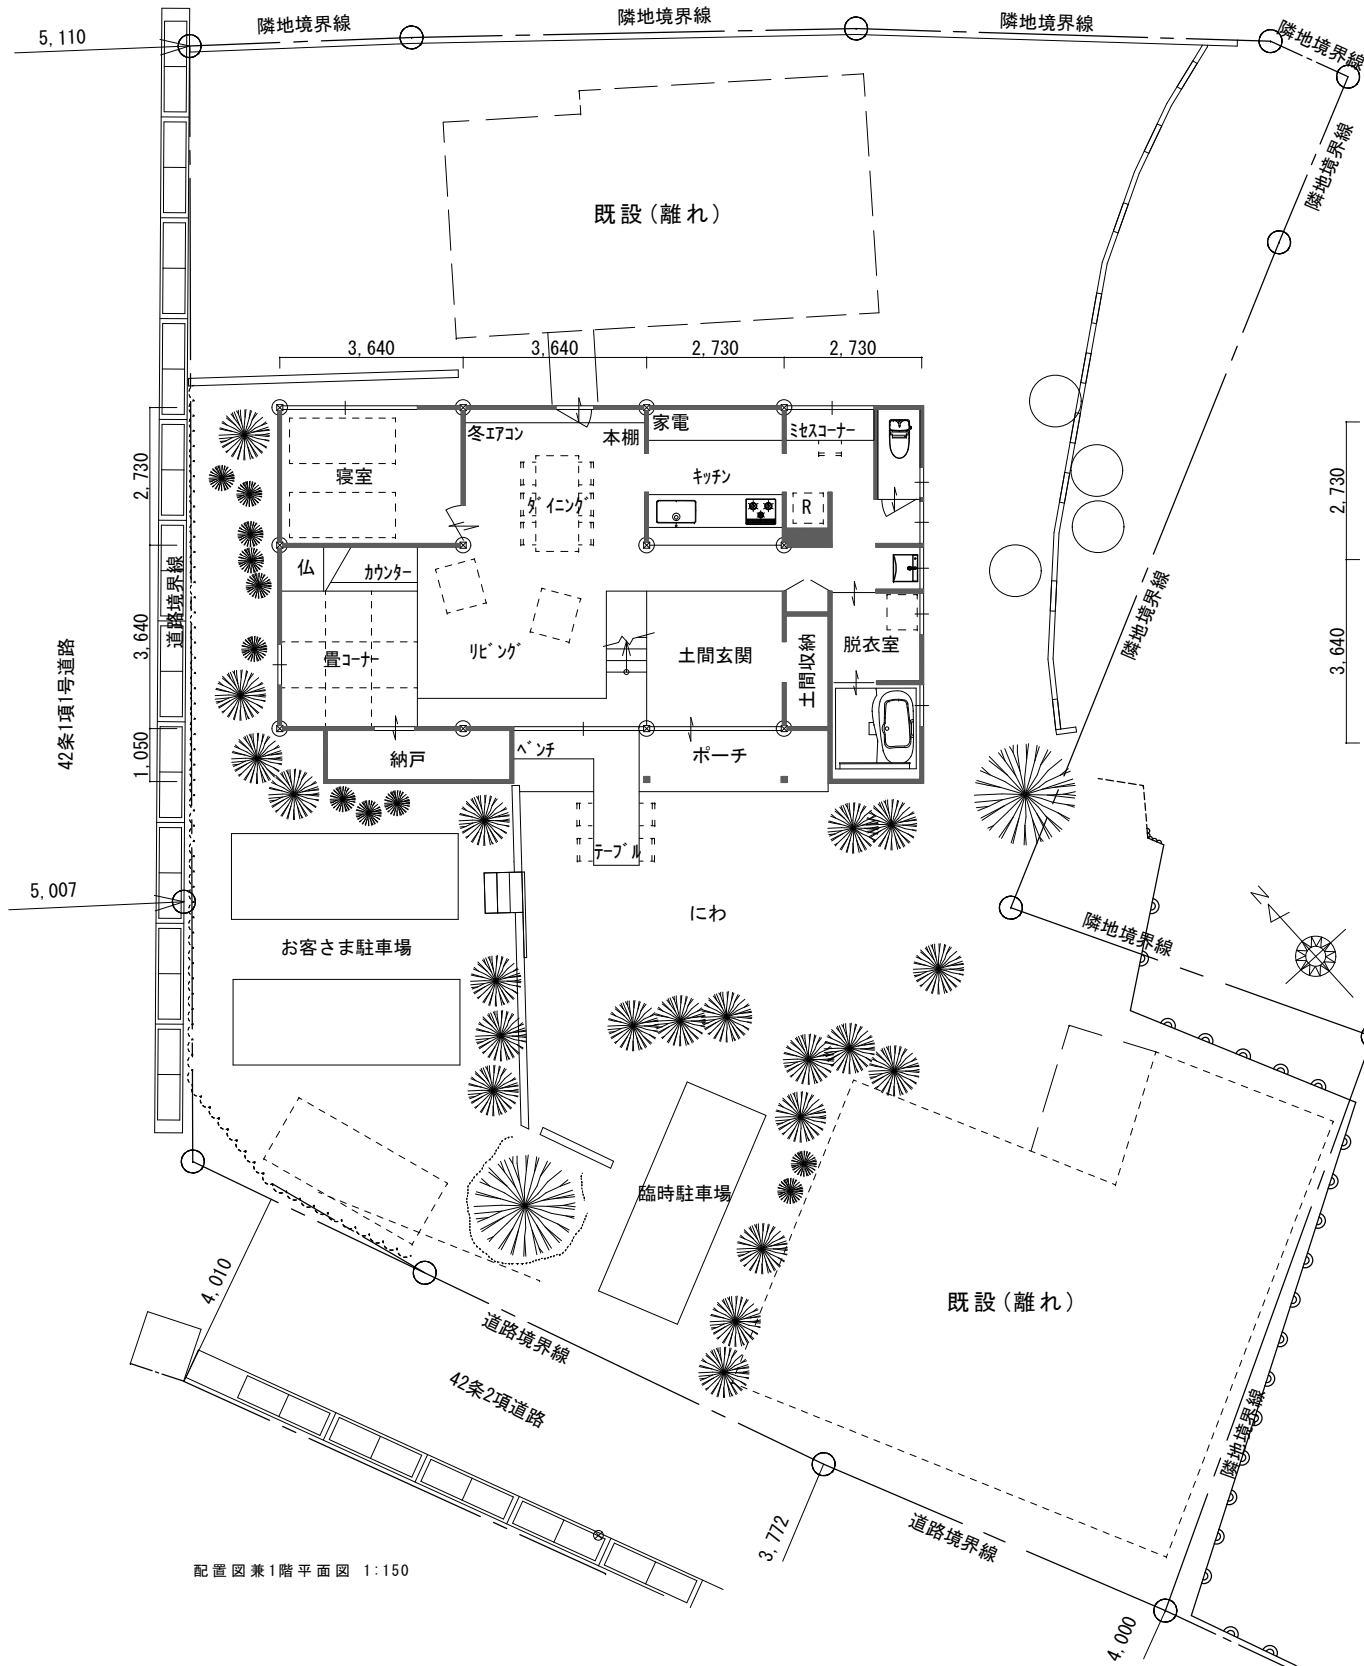 5,110
隣地境界線
隣地境界線
隣地境界線
隣地境界線
隣地境界線
既設(離れ)
3,640
3,640
2,730
2,730
冬エアコン
本棚
家電
ミセスコーナー
寝室
ダイニング
キッチン
R
2,730
2,730
道路境界線
仏
カウンター
42条1項1号道路
3,640
3,640
畳コーナー
リビング
土間玄関
土間収納
脱衣室
隣地境界線
1,050
納戸
ベンチ
ポーチ
テーブル
5,007
にわ
隣地境界線
N
お客さま駐車場
臨時駐車場
4,010
既設(離れ)
道路境界線
42条2項道路
隣地境界線
3,772
道路境界線
4,000
配置図兼1階平面図 1:150